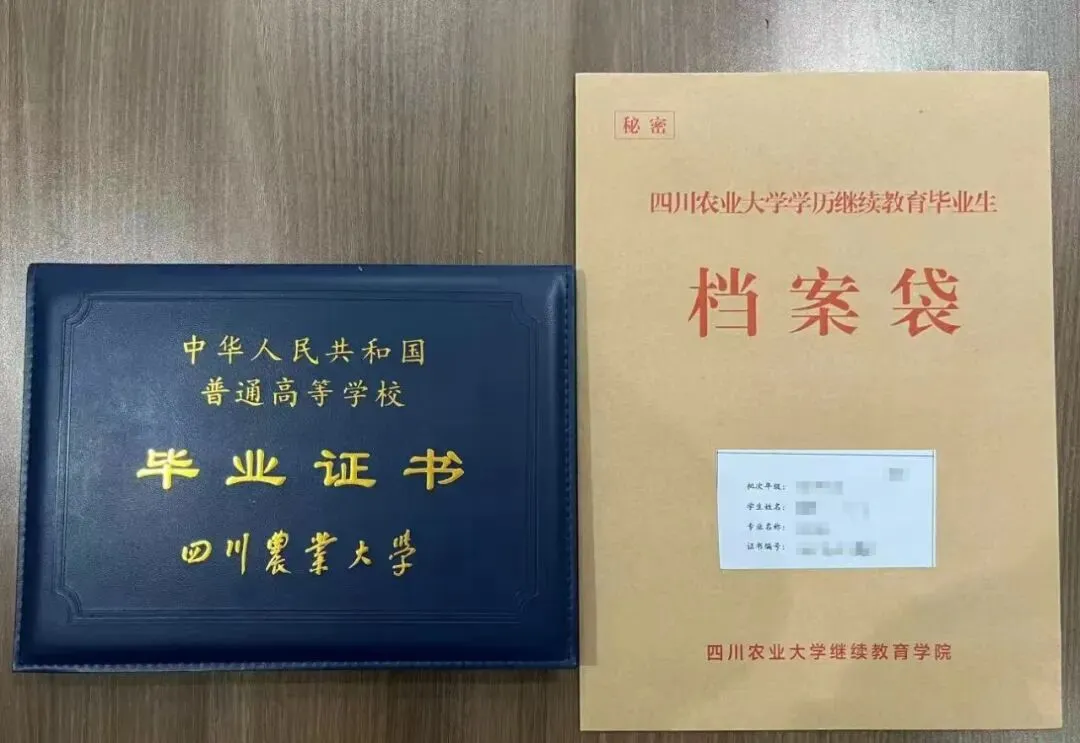 中华人民共和国
普通高等学校
毕业证书
四川農業大学
秘密
四川农业大学学历继续教育毕业生
档案袋
批次年级：
学生姓名：
专业名称：
证书编号：
四川农业大学继续教育学院